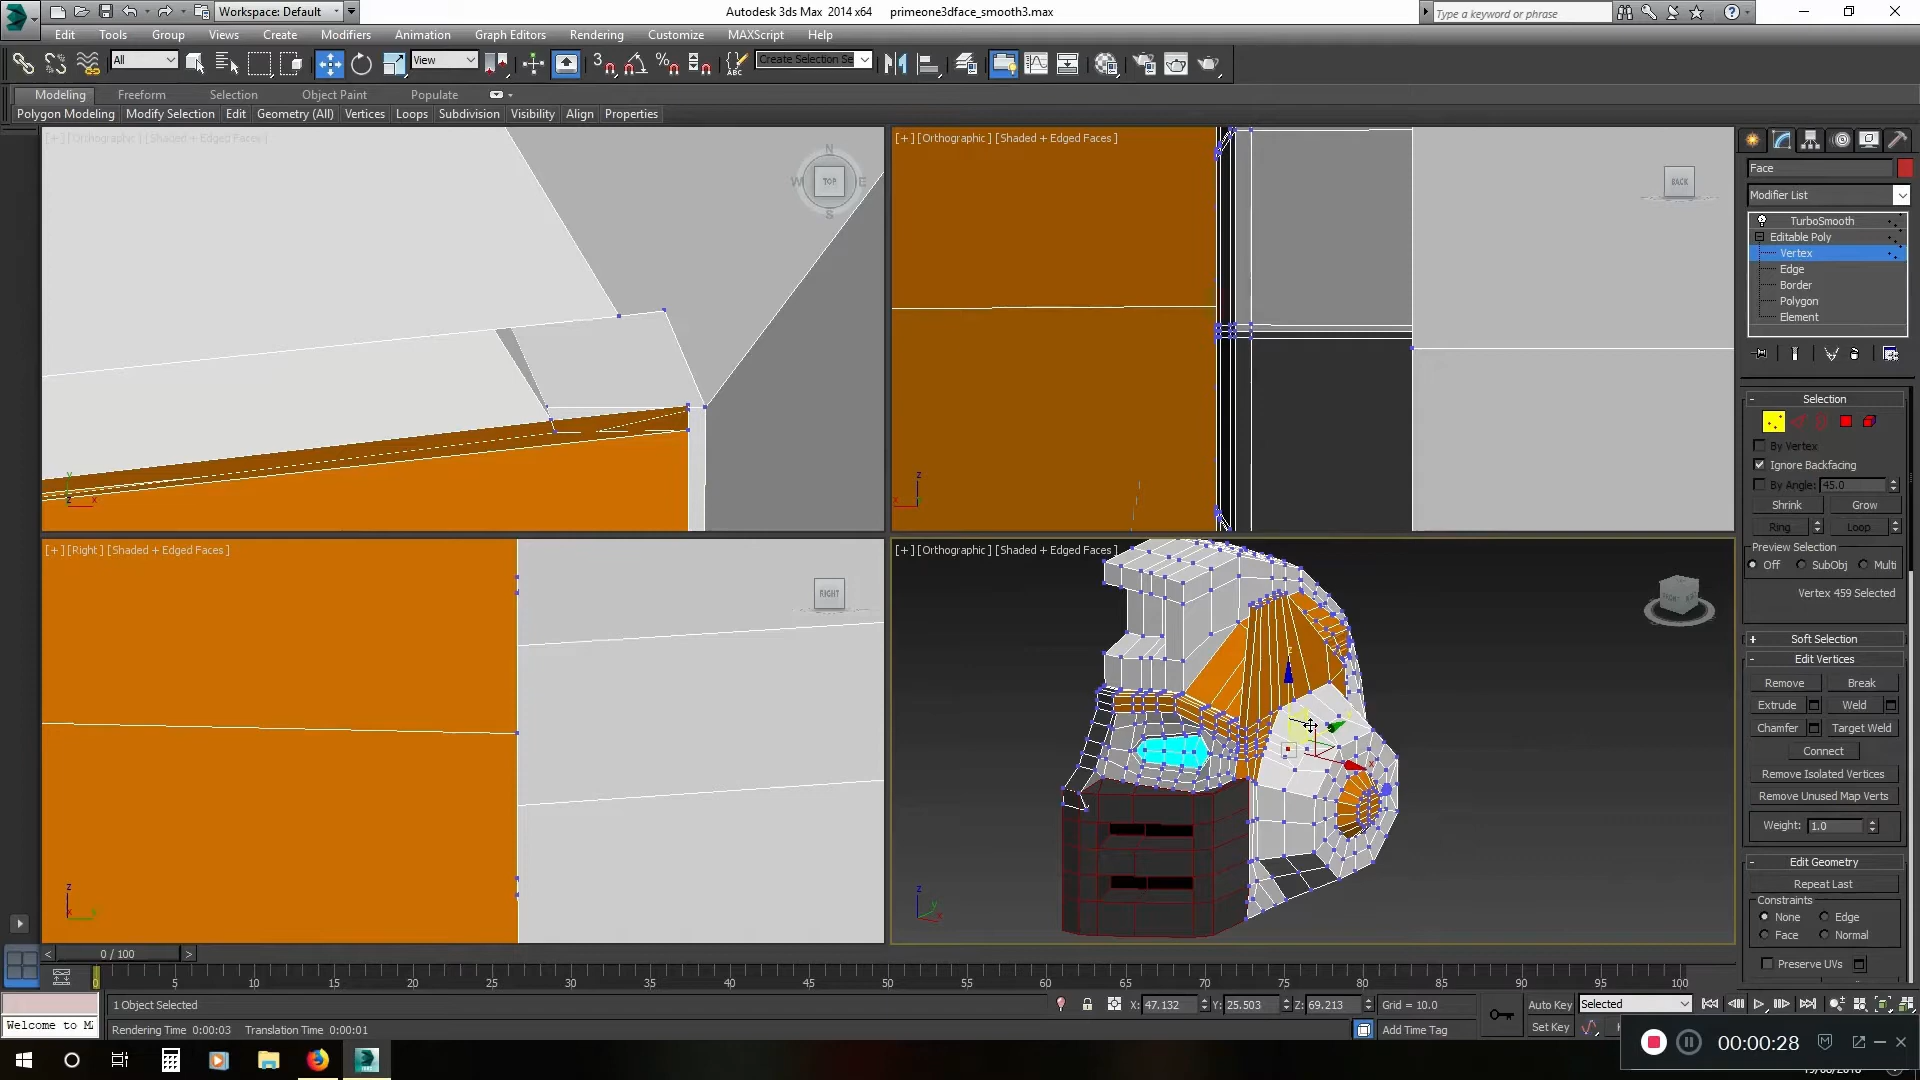 Workspace: Default
Autodesk 3ds Max 2014 x64 primeone3dface_smooth3.max
Type a keyword or phrase
Edit Tools Group Views Create Modifiers Animation Graph Editors Rendering Customize MAXScript Help
All
View
Create Selection Se
Modeling Freeform Selection Object Paint Populate
Polygon Modeling Modify Selection Edit Geometry (All) Vertices Loops Subdivision Visibility Align Properties
[+] [Orthographic] [Shaded + Edged Faces]
N
W TOP E
S
[+] [Orthographic] [Shaded + Edged Faces]
BACK
[+] [Right] [Shaded + Edged Faces]
RIGHT
[+] [Orthographic] [Shaded + Edged Faces]
Face
Modifier List
TurboSmooth
Editable Poly
Vertex
Edge
Border
Polygon
Element
- Selection
By Vertex
Ignore Backfacing
By Angle: 45.0
Shrink Grow
Ring Loop
Preview Selection
Off SubObj Multi
Vertex 459 Selected
+ Soft Selection
- Edit Vertices
Remove Break
Extrude Weld
Chamfer Target Weld
Connect
Remove Isolated Vertices
Remove Unused Map Verts
Weight: 1.0
- Edit Geometry
Repeat Last
Constraints
None Edge
Face Normal
Preserve UVs
< 0 / 100 >
0 5 10 15 20 25 30 35 40 45 50 55 60 65 70 75 80 85 90 95 100
1 Object Selected
X: 47.132 Y: 25.503 Z: 69.213 Grid = 10.0
Auto Key Selected
Welcome to M
Rendering Time 0:00:03 Translation Time 0:00:01
Add Time Tag
Set Key
00:00:28